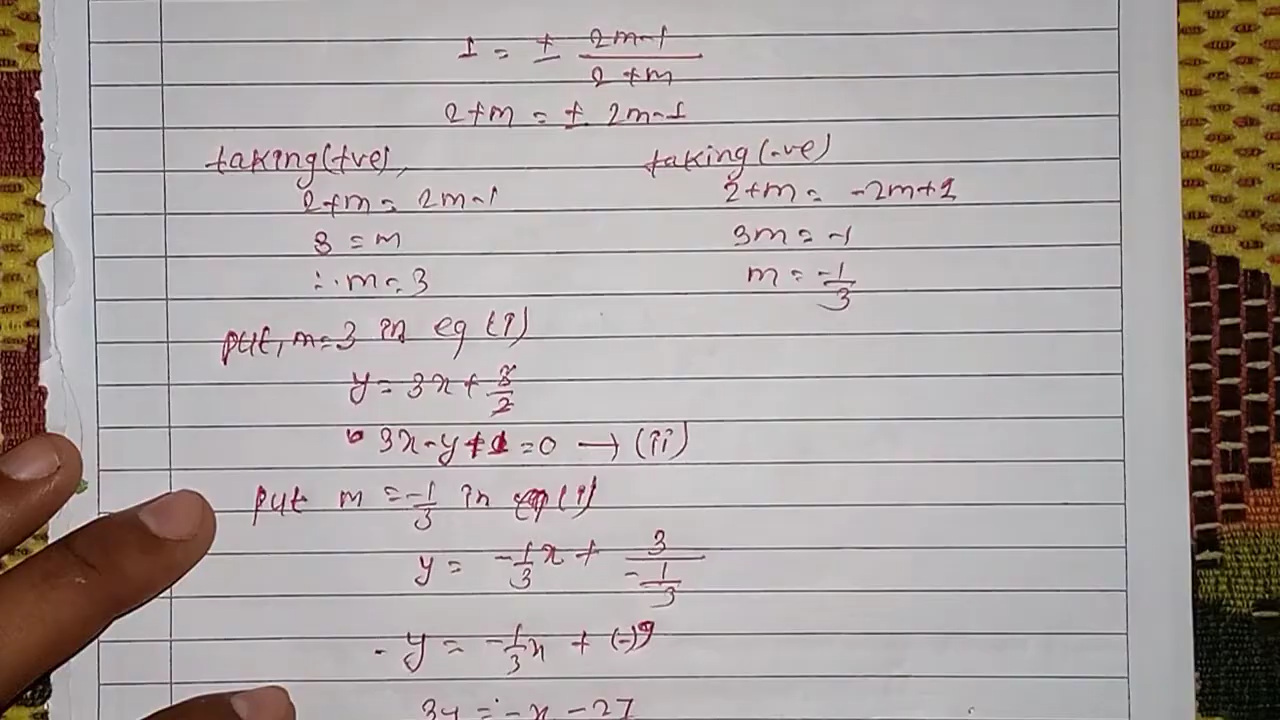 1 = ± 2m-1 / 2+m
2+m = ± 2m-1
taking(+ve),
2+m = 2m-1
3 = m
∴ m = 3
taking(-ve)
2+m = -2m+1
3m = -1
m = -1/3
put, m=3 in eq (i)
y = 3x + 3/2
3x-y+1=0 → (ii)
put m = -1/3 in eq(i)
y = -1/3 x + 3 / -1/3
- y = -1/3 x + (-)9
3y = -x - 27